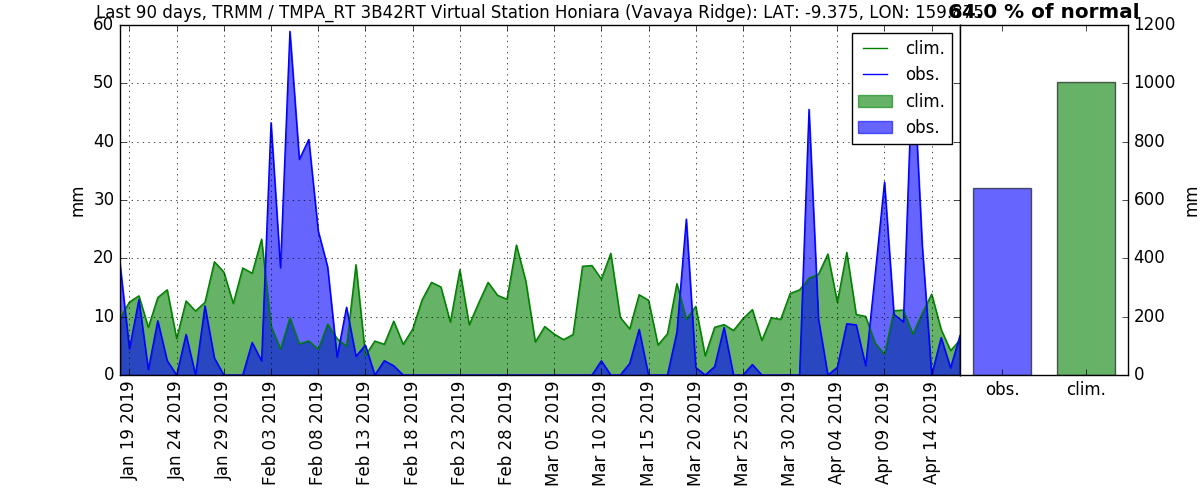 Last 90 days, TRMM / TMPA_RT 3B42RT Virtual Station Honiara (Vavaya Ridge): LAT: -9.375, LON:
64.0 % of normal
60
50
40
30
20
10
0
mm
clim.
obs.
clim.
obs.
1200
1000
800
600
400
200
0
mm
Jan 19 2019
Jan 24 2019
Jan 29 2019
Feb 03 2019
Feb 08 2019
Feb 13 2019
Feb 18 2019
Feb 23 2019
Feb 28 2019
Mar 05 2019
Mar 10 2019
Mar 15 2019
Mar 20 2019
Mar 25 2019
Mar 30 2019
Apr 04 2019
Apr 09 2019
Apr 14 2019
obs.
clim.